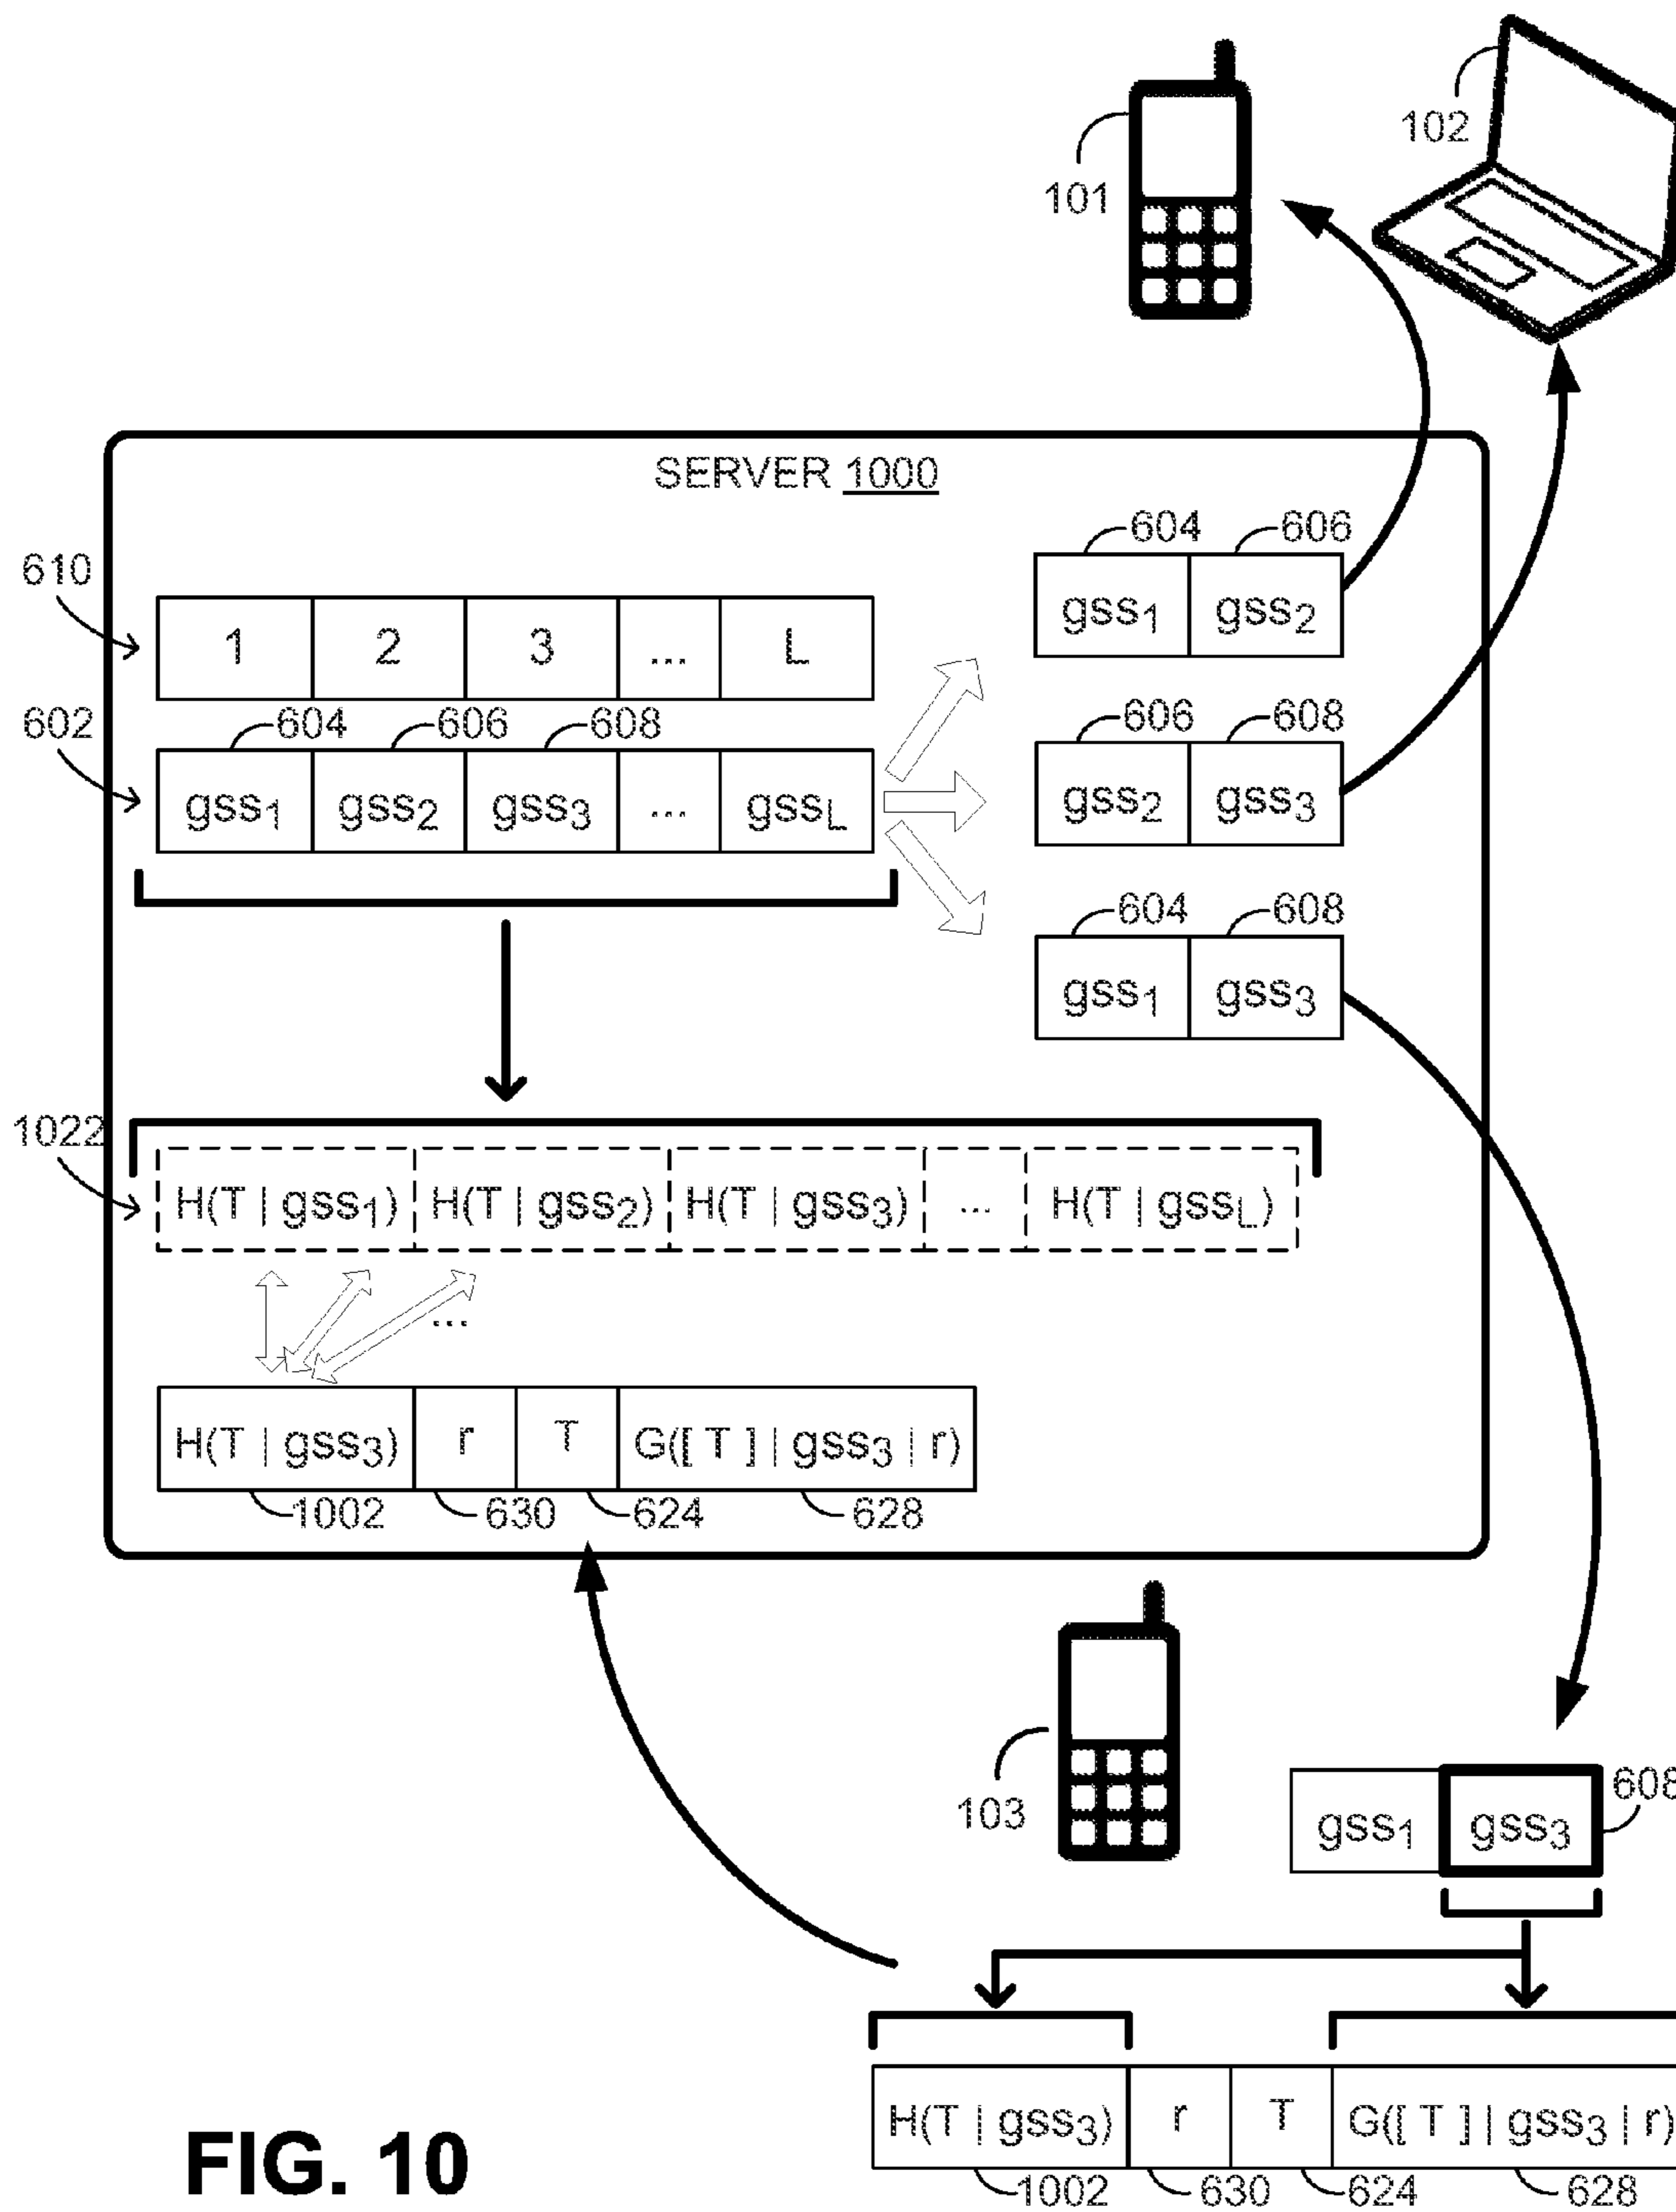 102
101
SERVER 1000
604 606
610
gss1 gss2
1 2 3 ... L
602 604 606 608
606 608
gss1 gss2 gss3 ... gssL
gss2 gss3
604 608
gss1 gss3
1022
H(T | gss1) H(T | gss2) H(T | gss3) ... H(T | gssL)
...
H(T | gss3) r T G([ T ] | gss3 | r)
1002 630 624 628
103
gss1 gss3 608
H(T | gss3) r T G([ T ] | gss3 | r)
1002 630 624 628
FIG. 10